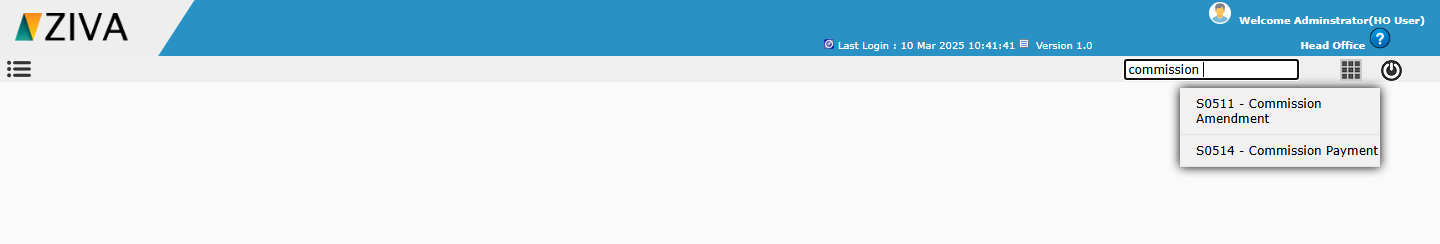 ZIVA
Welcome Adminstrator(HO User)
Last Login : 10 Mar 2025 10:41:41 Version 1.0
Head Office ?
commission
S0511 - Commission
Amendment
S0514 - Commission Payment